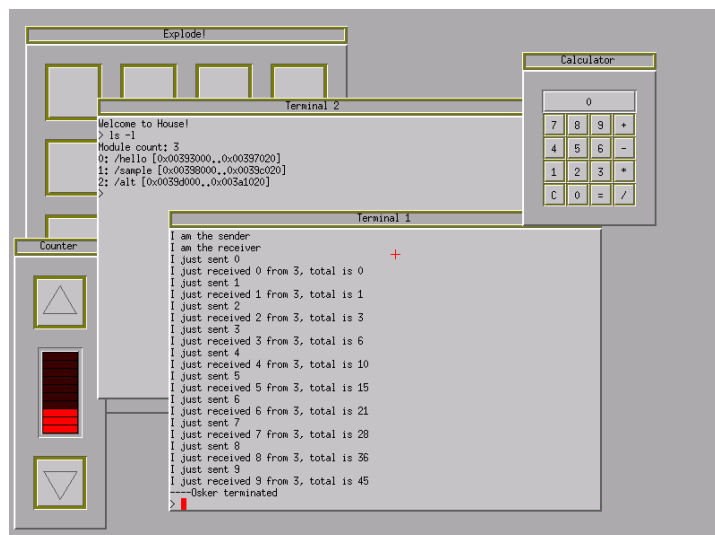 Explode!
Calculator
0
7 8 9 +
4 5 6 -
1 2 3 *
C 0 = /
Terminal 2
Welcome to House!
> ls -l
Module count: 3
0: /hello [0x00393000..0x00397020]
1: /sample [0x00398000..0x0039c020]
2: /alt [0x0039d000..0x003a1020]
>
Counter
Terminal 1
I am the sender
I am the receiver
I just sent 0
I just received 0 from 3, total is 0
I just sent 1
I just received 1 from 3, total is 1
I just sent 2
I just received 2 from 3, total is 3
I just sent 3
I just received 3 from 3, total is 6
I just sent 4
I just received 4 from 3, total is 10
I just sent 5
I just received 5 from 3, total is 15
I just sent 6
I just received 6 from 3, total is 21
I just sent 7
I just received 7 from 3, total is 28
I just sent 8
I just received 8 from 3, total is 36
I just sent 9
I just received 9 from 3, total is 45
----Osker terminated
>